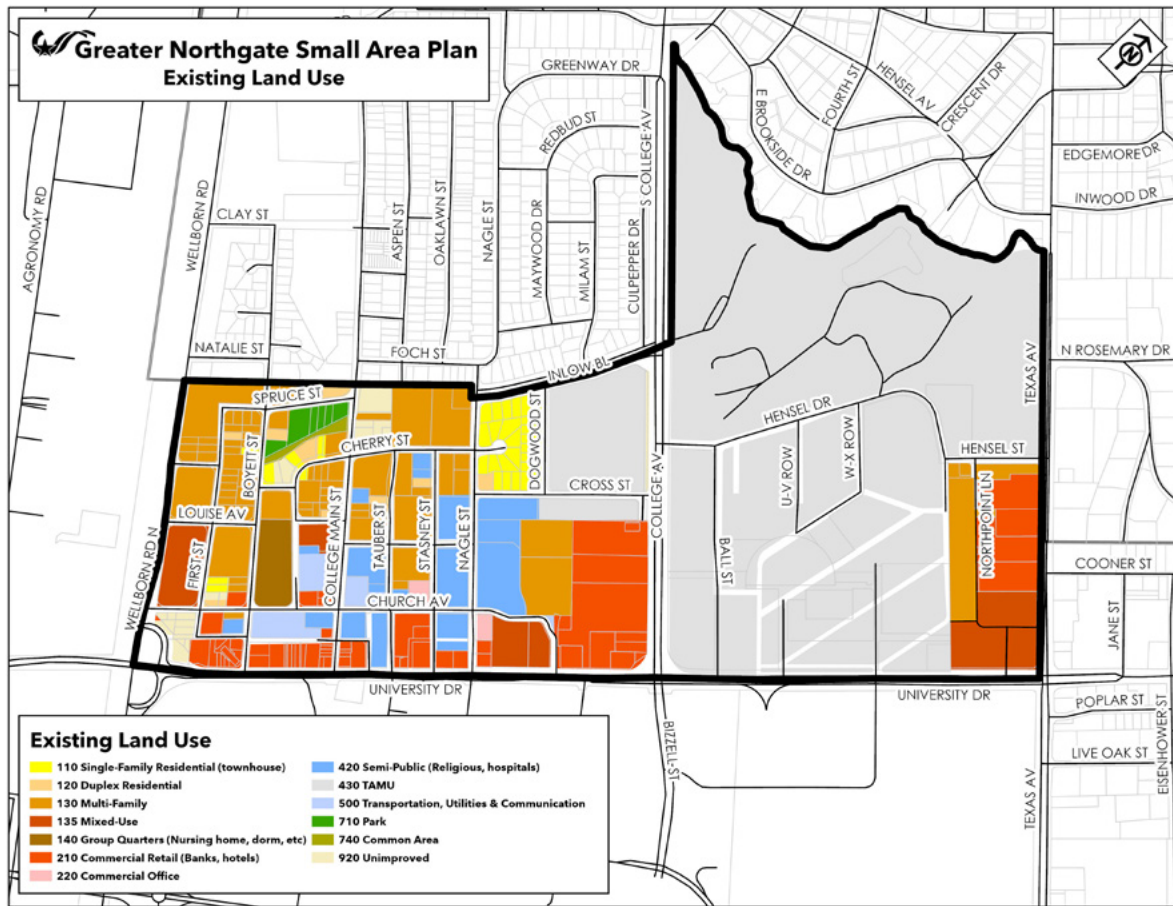 Greater Northgate Small Area Plan
Existing Land Use
N
GREENWAY DR
REDBUD ST
S COLLEGE AV
E BROOKSIDE DR
FOURTH ST
HENSEL AV
CRESCENT DR
EDGEMORE DR
INWOOD DR
AGRONOMY RD
WELLBORN RD
CLAY ST
ASPEN ST
OAKLAWN ST
NAGLE ST
MAYWOOD DR
MILAM ST
CULPEPPER DR
NATALIE ST
FOCH ST
INLOW BL
TEXAS AV
N ROSEMARY DR
SPRUCE ST
CHERRY ST
BOYETT ST
DOGWOOD ST
HENSEL DR
HENSEL ST
U-V ROW
W-X ROW
CROSS ST
COLLEGE AV
LOUISE AV
FIRST ST
COLLEGE MAIN ST
TAUBER ST
STASNEY ST
NAGLE ST
BALL ST
NORTHPOINT LN
COONER ST
JANE ST
WELLBORN RD N
CHURCH AV
UNIVERSITY DR
UNIVERSITY DR
POPLAR ST
LIVE OAK ST
EISENHOWER ST
BIZZELL ST
TEXAS AV
Existing Land Use
110 Single-Family Residential (townhouse)
120 Duplex Residential
130 Multi-Family
135 Mixed-Use
140 Group Quarters (Nursing home, dorm, etc)
210 Commercial Retail (Banks, hotels)
220 Commercial Office
420 Semi-Public (Religious, hospitals)
430 TAMU
500 Transportation, Utilities & Communication
710 Park
740 Common Area
920 Unimproved